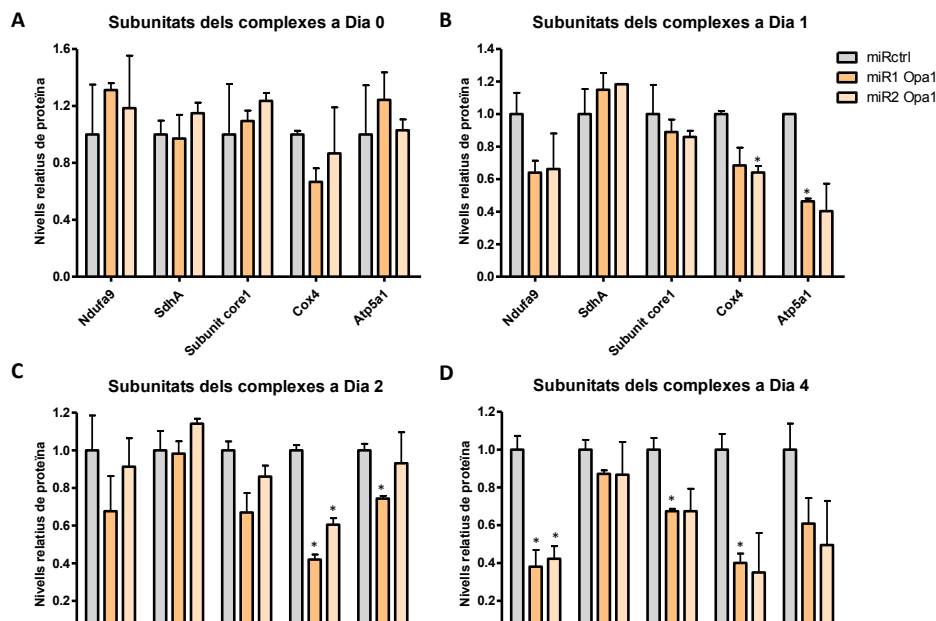 A
Subunitats dels complexes a Dia 0
Nivells relatius de proteïna
1.6
1.2
0.8
0.4
0.0
Ndufa9
SdhA
Subunit core1
Cox4
Atp5a1
B
Subunitats dels complexes a Dia 1
Nivells relatius de proteïna
1.4
1.2
1.0
0.8
0.6
0.4
0.2
0.0
* *
Ndufa9
SdhA
Subunit core1
Cox4
Atp5a1
miRctrl
miR1 Opa1
miR2 Opa1
C
Subunitats dels complexes a Dia 2
Nivells relatius de proteïna
1.2
1.0
0.8
0.6
0.4
0.2
* * *
D
Subunitats dels complexes a Dia 4
Nivells relatius de proteïna
1.2
1.0
0.8
0.6
0.4
0.2
* * * *